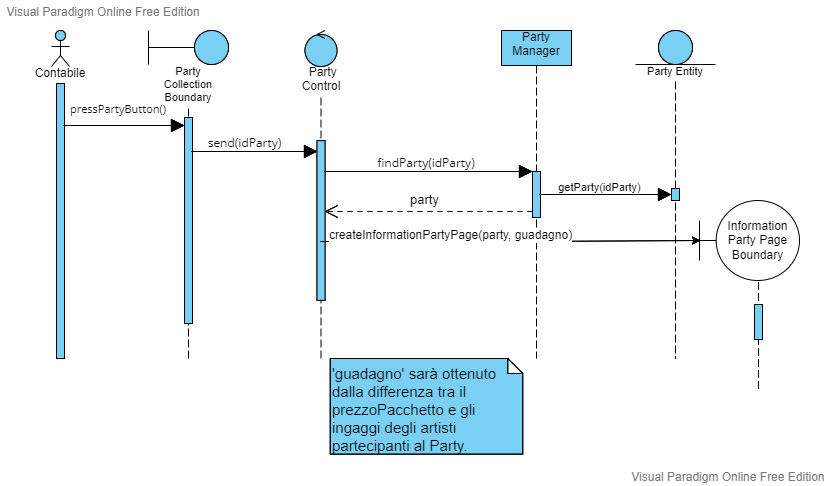 Visual Paradigm Online Free Edition
Contabile
Party
Collection
Boundary
Party
Control
Party
Manager
Party Entity
pressPartyButton()
send(idParty)
findParty(idParty)
getParty(idParty)
party
createInformationPartyPage(party, guadagno)
Information
Party Page
Boundary
'guadagno' sarà ottenuto
dalla differenza tra il
prezzoPacchetto e gli
ingaggi degli artisti
partecipanti al Party.
Visual Paradigm Online Free Edition